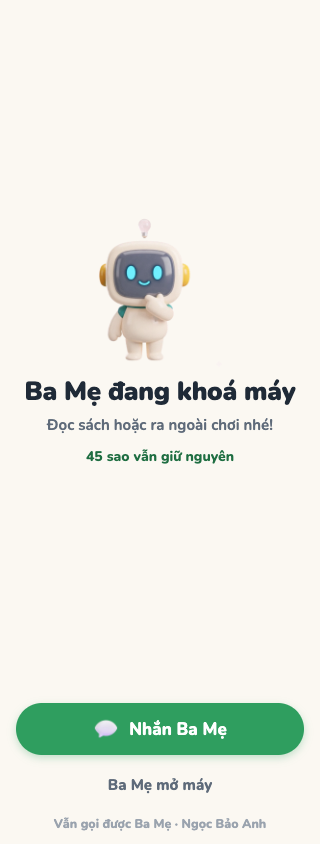 Ba Mẹ đang khoá máy
Đọc sách hoặc ra ngoài chơi nhé!
45 sao vẫn giữ nguyên
Nhắn Ba Mẹ
Ba Mẹ mở máy
Vẫn gọi được Ba Mẹ · Ngọc Bảo Anh